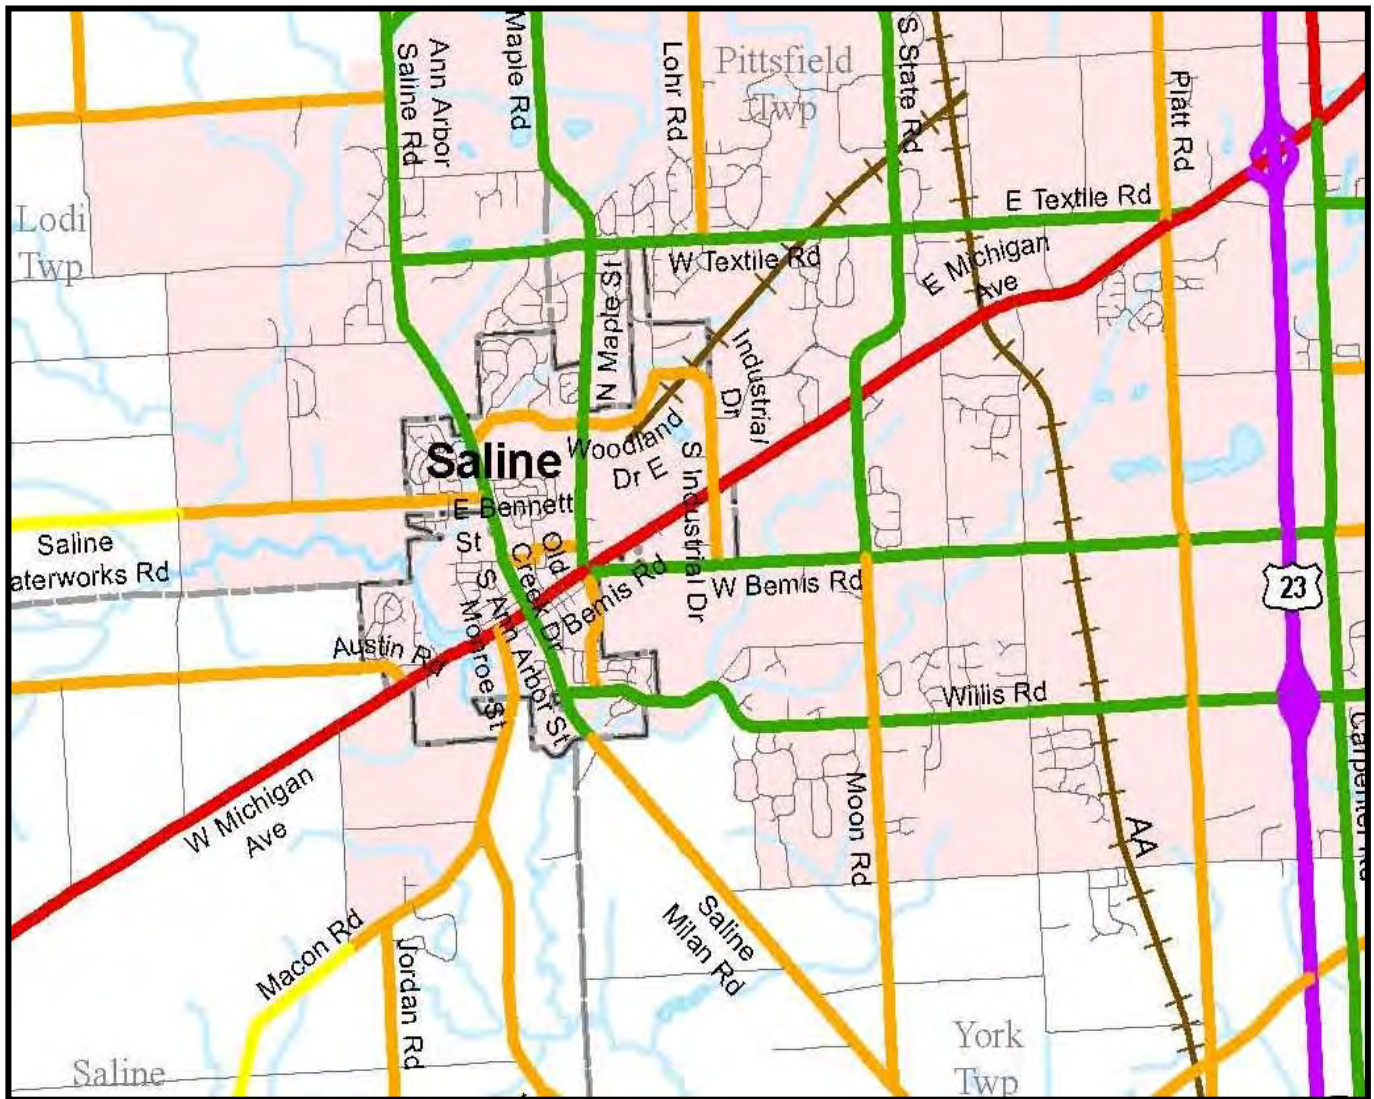 Ann Arbor
Saline Rd
Maple Rd
Lohr Rd
Pittsfield
Twp
S State Rd
Platt Rd
Lodi
Twp
E Textile Rd
W Textile Rd
E Michigan
Ave
N Maple St
Industrial
Dr
Saline
Woodland
Dr E
S Industrial Dr
E Bennett
St
Old
Creek Dr
Saline
aterworks Rd
Bemis Rd
W Bemis Rd
23
S Ann Arbor St
Monroe St
Austin Rd
Willis Rd
Carpenter Rd
W Michigan
Ave
Moon Rd
AA
Macon Rd
Jordan Rd
Saline
Milan Rd
York
Twp
Saline